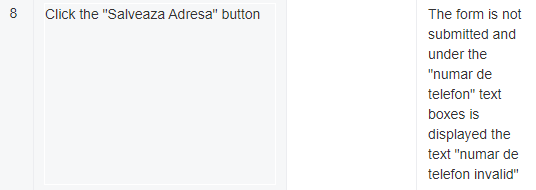 8
Click the "Salveaza Adresa" button
The form is not
submitted and
under the
"numar de
telefon" text
boxes is
displayed the
text "numar de
telefon invalid"